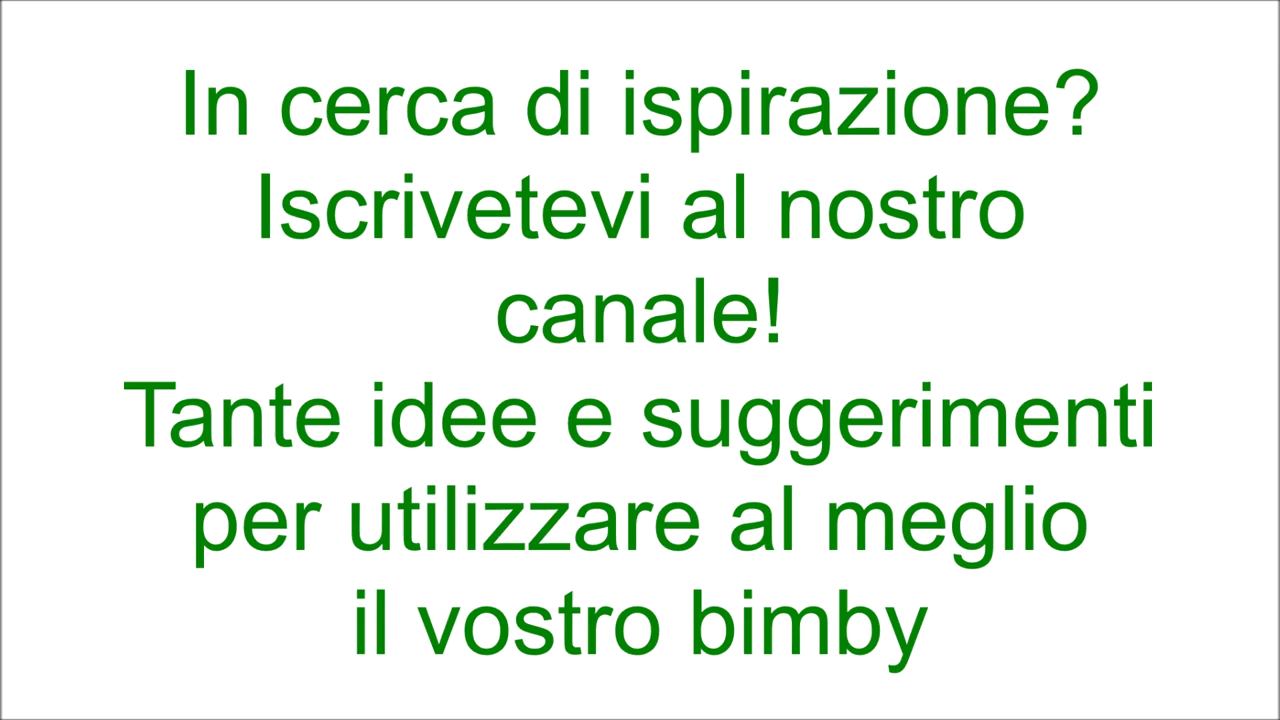 In cerca di ispirazione?
Iscrivetevi al nostro
canale!
Tante idee e suggerimenti
per utilizzare al meglio
il vostro bimby